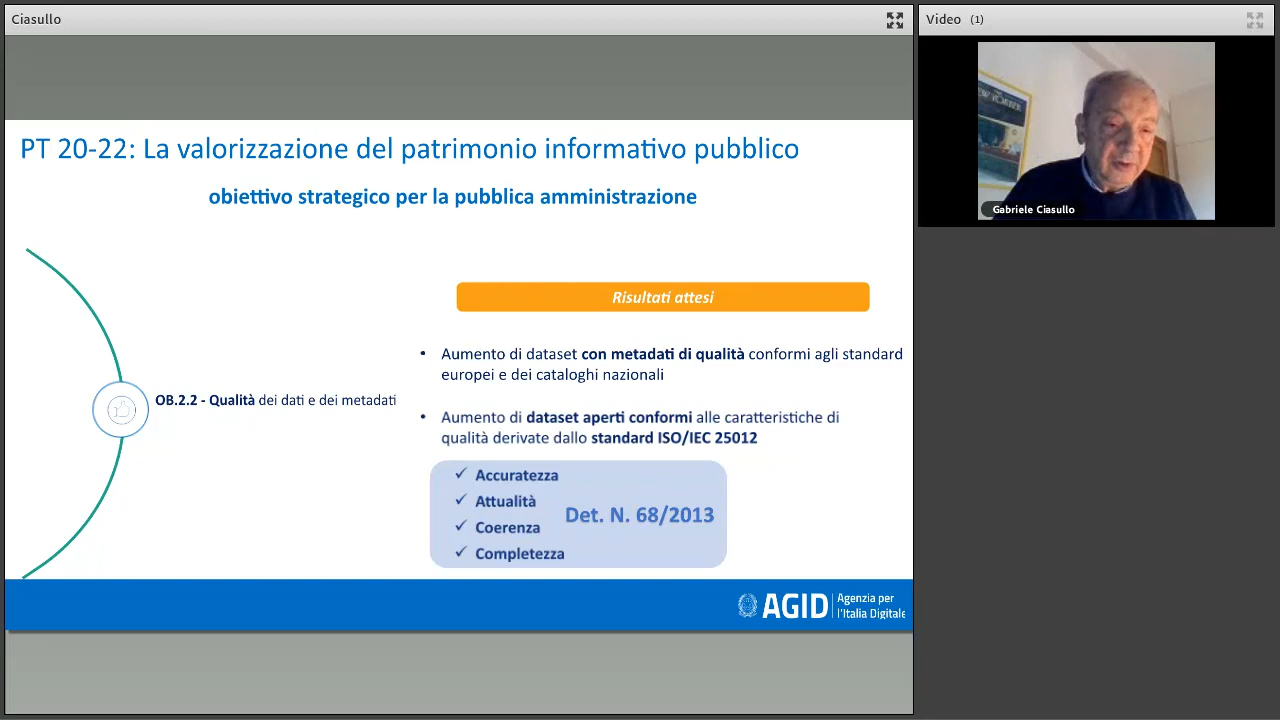 Ciasullo
Video (1)
Gabriele Ciasullo
PT 20-22: La valorizzazione del patrimonio informativo pubblico
obiettivo strategico per la pubblica amministrazione
Risultati attesi
• Aumento di dataset con metadati di qualità conformi agli standard
europei e dei cataloghi nazionali
OB.2.2 - Qualità dei dati e dei metadati
• Aumento di dataset aperti conformi alle caratteristiche di
qualità derivate dallo standard ISO/IEC 25012
✓ Accuratezza
✓ Attualità
✓ Coerenza
✓ Completezza
Det. N. 68/2013
AGID
Agenzia per
l'Italia Digitale